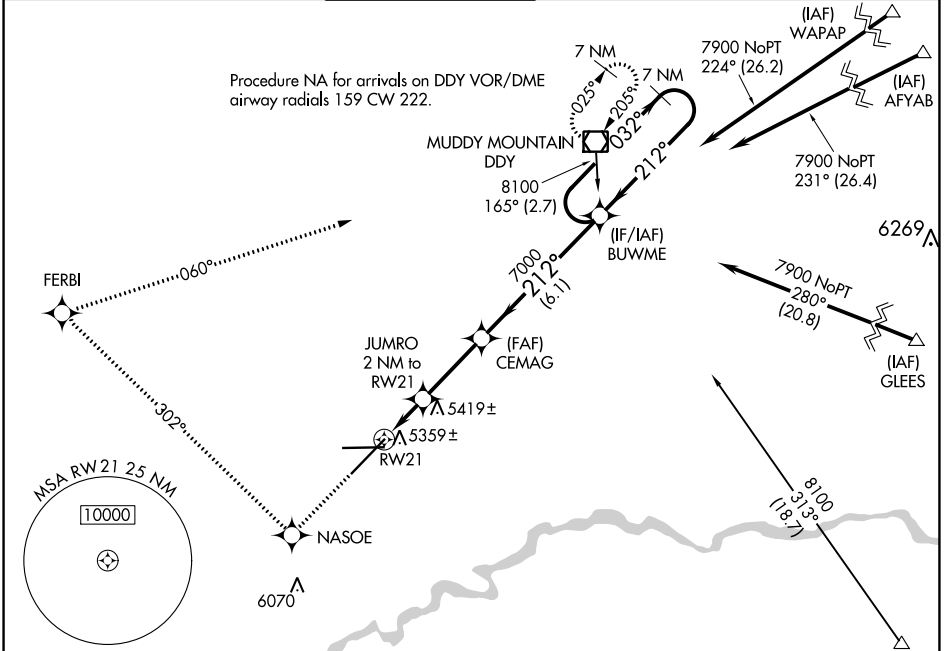 (IAF)
WAPAP
7900 NoPT
224° (26.2)
(IAF)
AFYAB
7900 NoPT
231° (26.4)
Procedure NA for arrivals on DDY VOR/DME
airway radials 159 CW 222.
7 NM
7 NM
025°
205°
032°
212°
MUDDY MOUNTAIN
DDY
8100
165° (2.7)
(IF/IAF)
BUWME
6269
7900 NoPT
280°
(20.8)
(IAF)
GLEES
7000
212°
(6.1)
060°
FERBI
(FAF)
CEMAG
JUMRO
2 NM to
RW21
5419±
5359±
RW21
302°
8100
313°
(18.7)
MSA RW21 25 NM
10000
NASOE
6070